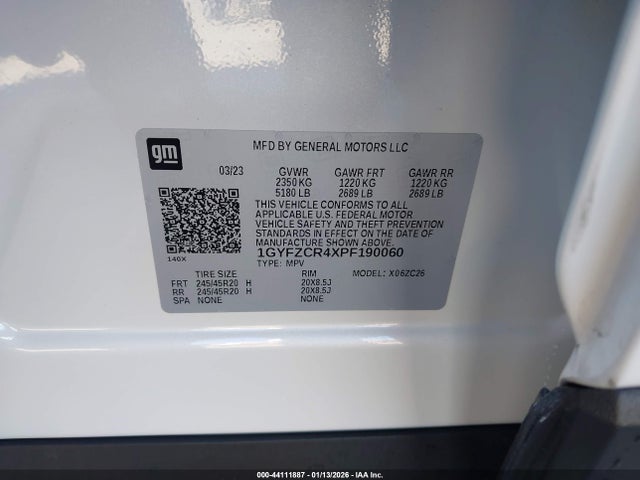 gm
MFD BY GENERAL MOTORS LLC
03/23 GVWR GAWR FRT GAWR RR
2350 KG 1220 KG 1220 KG
5180 LB 2689 LB 2689 LB
THIS VEHICLE CONFORMS TO ALL
APPLICABLE U.S. FEDERAL MOTOR
VEHICLE SAFETY AND THEFT PREVENTION
STANDARDS IN EFFECT ON THE DATE OF
MANUFACTURE SHOWN ABOVE.
1GYFZCR4XPF190060
140X TYPE: MPV MODEL: X06ZC26
TIRE SIZE RIM
FRT 245/45R20 H 20X8.5J
RR 245/45R20 H 20X8.5J
SPA NONE NONE
000-44111887 | 01/13/2026 | IAA Inc.